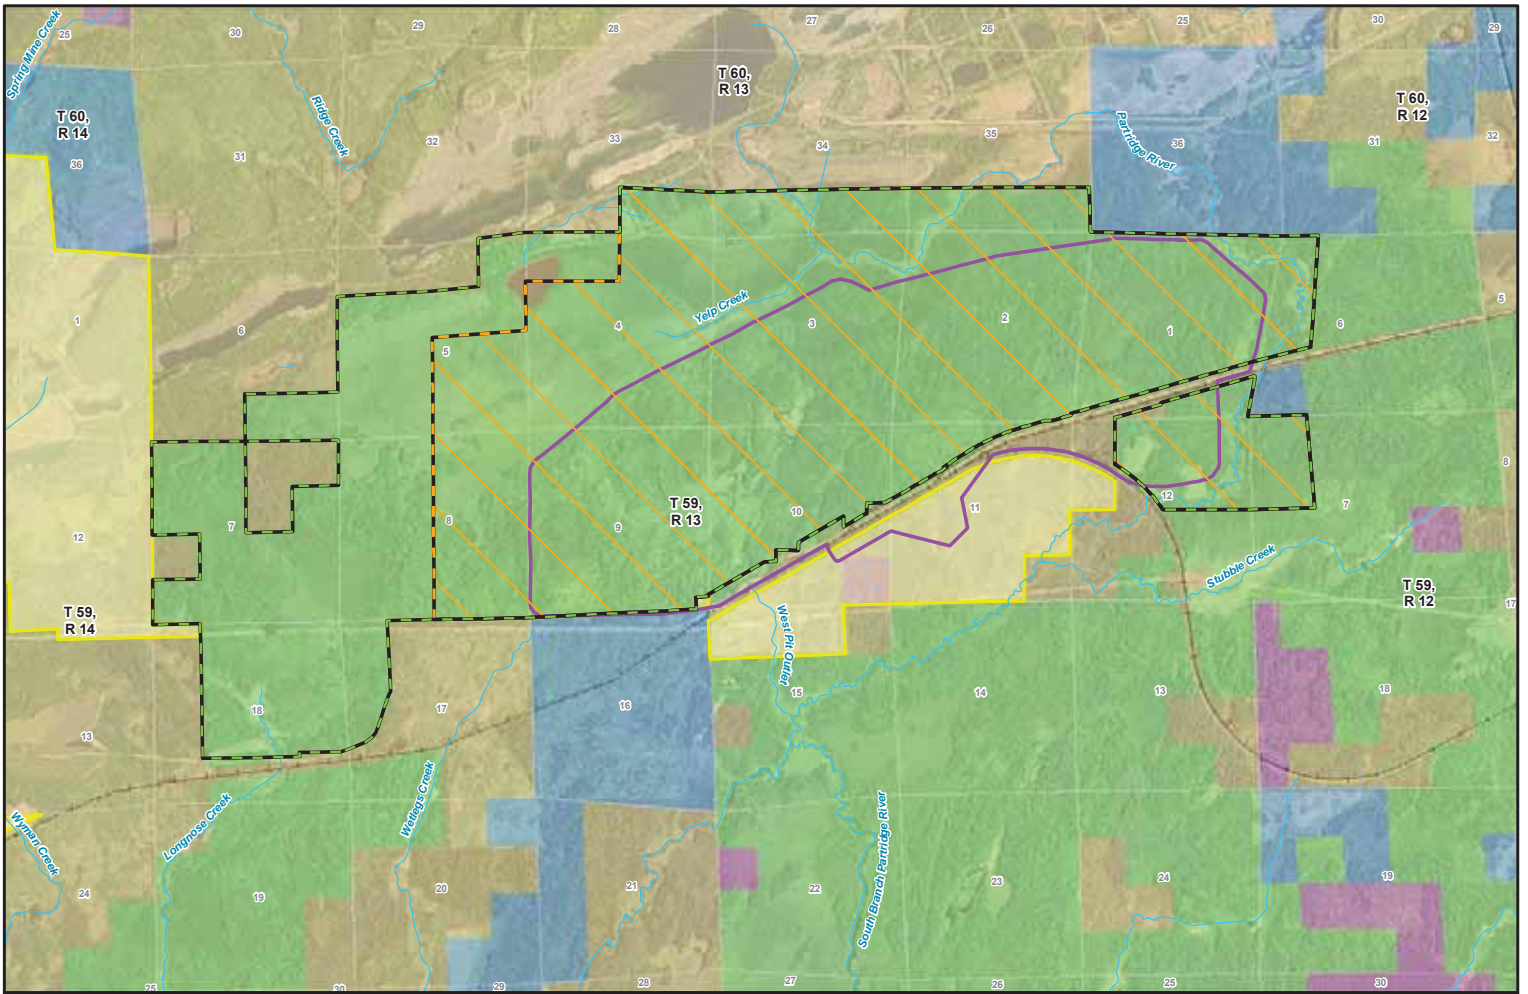 30
29
28
27
26
25
30
29
25
Spring Mine Creek
T 60,
R 14
36
31
Ridge Creek
32
33
T 60,
R 13
34
35
Partridge River
36
T 60,
R 12
31
32
1
6
5
4
Yelp Creek
3
2
1
6
5
12
7
8
9
T 59,
R 13
10
11
12
7
8
T 59,
R 14
Stubble Creek
T 59,
R 12
17
13
18
17
16
West Pit Outlet
15
14
13
18
Wyman Creek
Longnose Creek
Wetlegs Creek
South Branch Partridge River
24
19
20
21
22
23
24
19
25
30
29
28
27
26
25
30